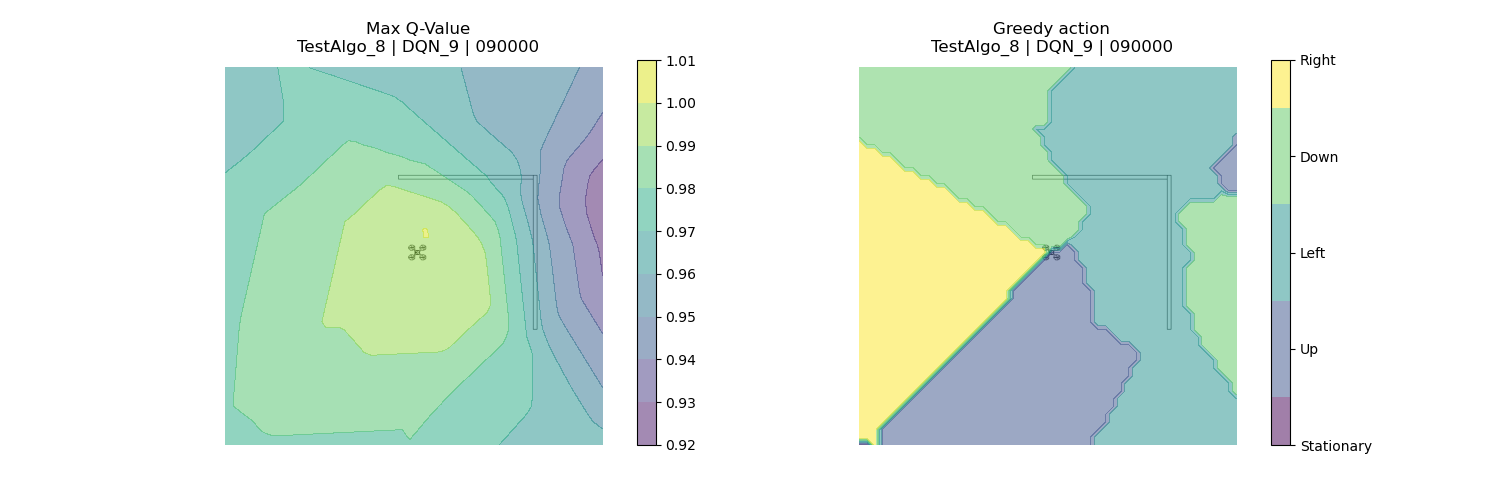 Max Q-Value
TestAlgo_8 | DQN_9 | 090000
1.01
1.00
0.99
0.98
0.97
0.96
0.95
0.94
0.93
0.92
Greedy action
TestAlgo_8 | DQN_9 | 090000
Right
Down
Left
Up
Stationary